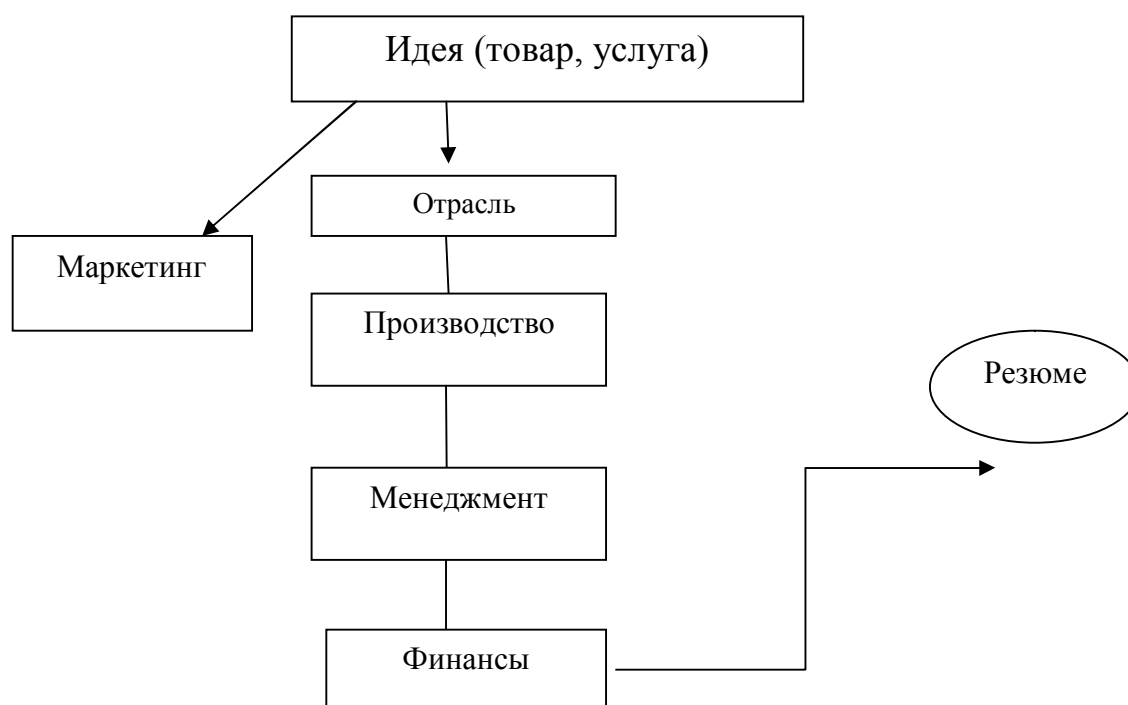 Идея (товар, услуга)
Отрасль
Маркетинг
Производство
Резюме
Менеджмент
Финансы